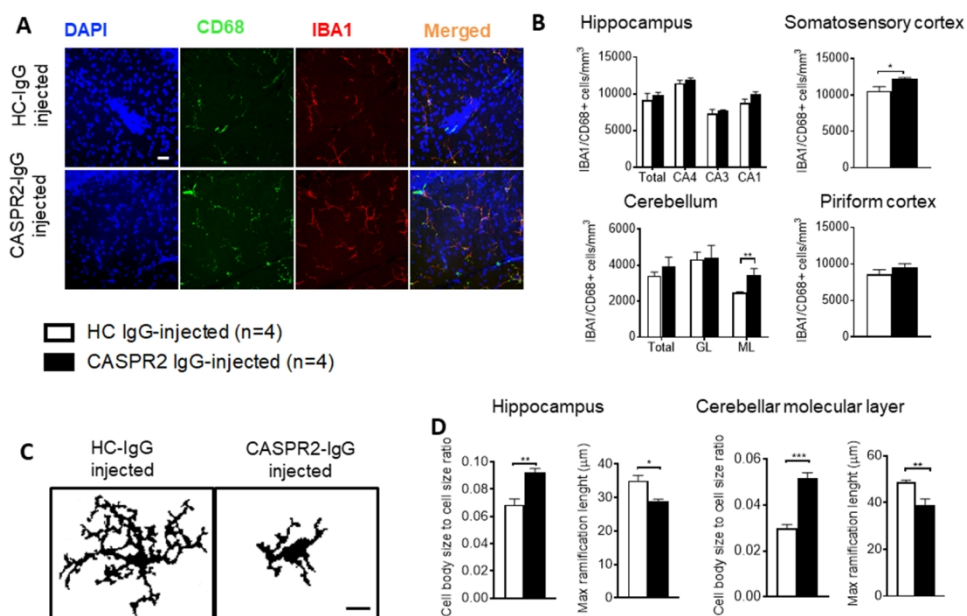 A
DAPI CD68 IBA1 Merged
HC-IgG
injected
CASPR2-IgG
injected
HC IgG-injected (n=4)
CASPR2 IgG-injected (n=4)
B
Hippocampus
IBA1/CD68+ cells/mm³
15000
10000
5000
0
Total CA4 CA3 CA1
Somatosensory cortex
IBA1/CD68+ cells/mm³
15000
10000
5000
0
*
Cerebellum
IBA1/CD68+ cells/mm³
6000
4000
2000
0
**
Total GL ML
Piriform cortex
IBA1/CD68+ cells/mm³
15000
10000
5000
0
C
HC-IgG
injected
CASPR2-IgG
injected
D
Hippocampus
Cell body size to cell size ratio
0.10
0.08
0.06
0.04
0.02
0.00
**
Max ramification lenght (μm)
40
30
20
10
0
*
Cerebellar molecular layer
Cell body size to cell size ratio
0.06
0.04
0.02
0.00
***
Max ramification lenght (μm)
60
40
20
0
**